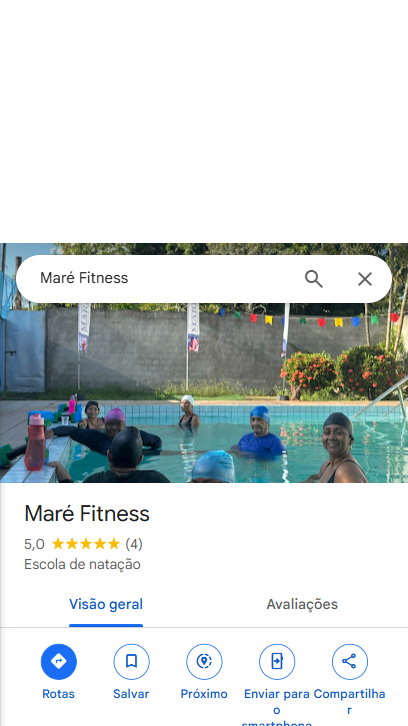 Maré Fitness
Maré Fitness
5,0 (4)
Escola de natação
Visão geral
Avaliações
Rotas
Salvar
Próximo
Enviar para
o
smartphone
Compartilha
r